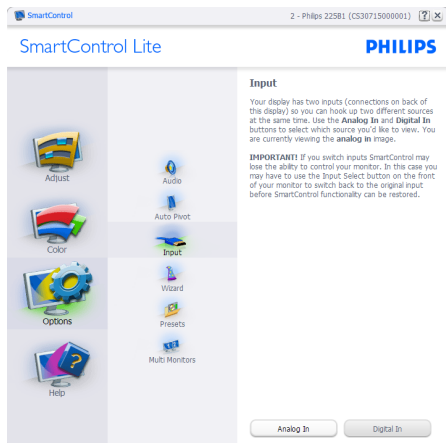 SmartControl
2 - Philips 225B1 (CS30715000001)
? X
SmartControl Lite
PHILIPS
Adjust
Color
Options
Help
Audio
Auto Pivot
Input
Wizard
Presets
Multi Monitors
Input
Your display has two inputs (connections on back of
this display) so you can hook up two different sources
at the same time. Use the Analog In and Digital In
buttons to select which source you'd like to view. You
are currently viewing the analog in image.
IMPORTANT! If you switch inputs SmartControl may
lose the ability to control your monitor. In this case you
may have to use the Input Select button on the front
of your monitor to switch back to the original input
before SmartControl functionality can be restored.
Analog In
Digital In